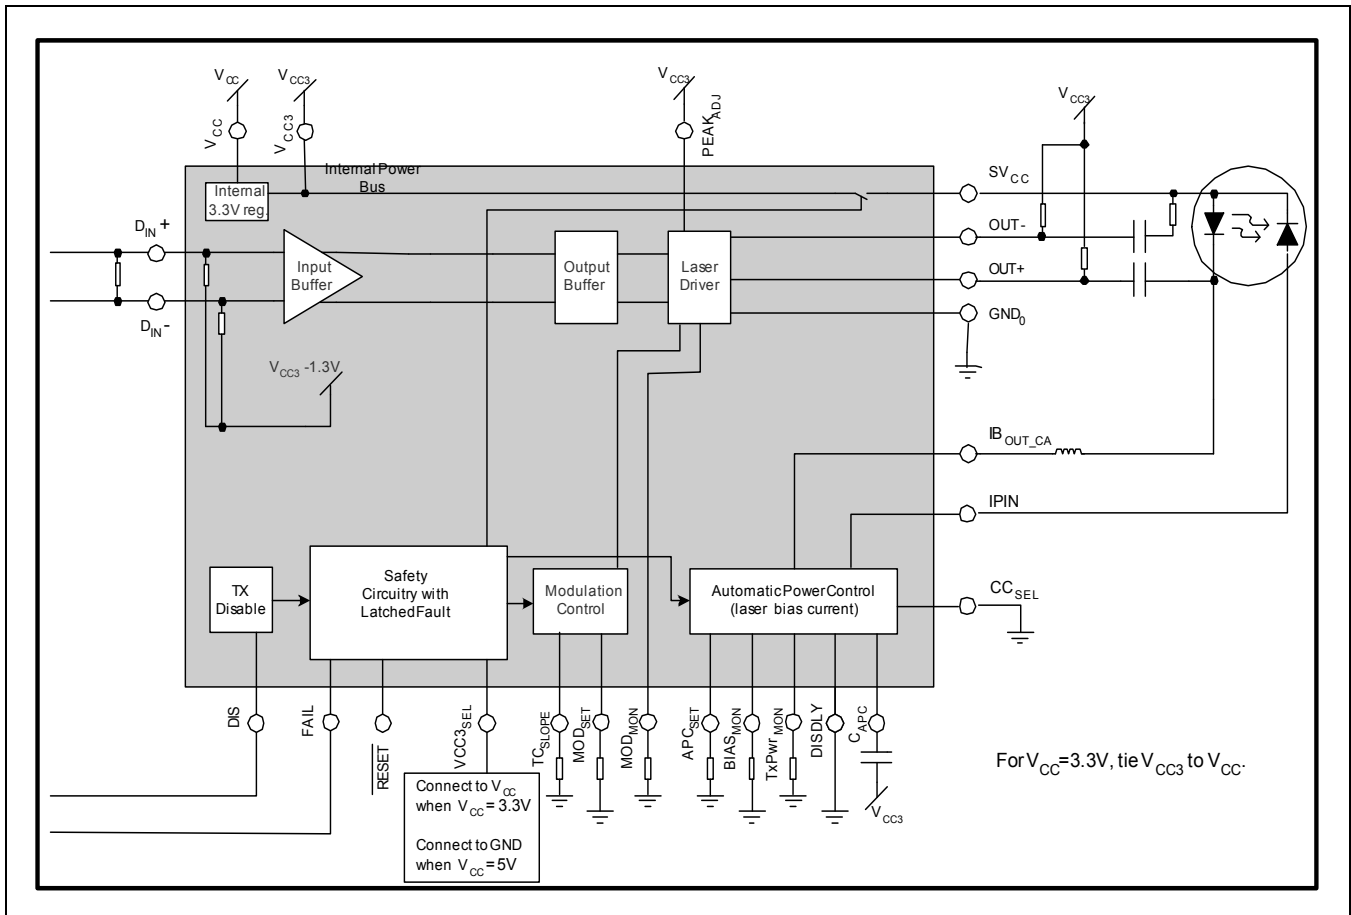 VCC
VCC3
VCC3
VCC3
VCC
VCC3
PEAKADJ
Internal Power
Bus
Internal
3.3V reg.
SVCC
DIN+
OUT-
Input
Buffer
Output
Buffer
Laser
Driver
OUT+
DIN-
GND0
VCC3 -1.3V
IBOUT_CA
IPIN
TX
Disable
Safety
Circuitry with
Latched Fault
Modulation
Control
Automatic Power Control
(laser bias current)
CCSEL
DIS
FAIL
RESET
VCC3SEL
TCSLOPE
MODSET
MODMON
APCSET
BIASMON
TxPwrMON
DISDLY
CAPC
Connect to VCC
when VCC = 3.3V
Connect to GND
when VCC = 5V
VCC3
For VCC=3.3V, tie VCC3 to VCC.